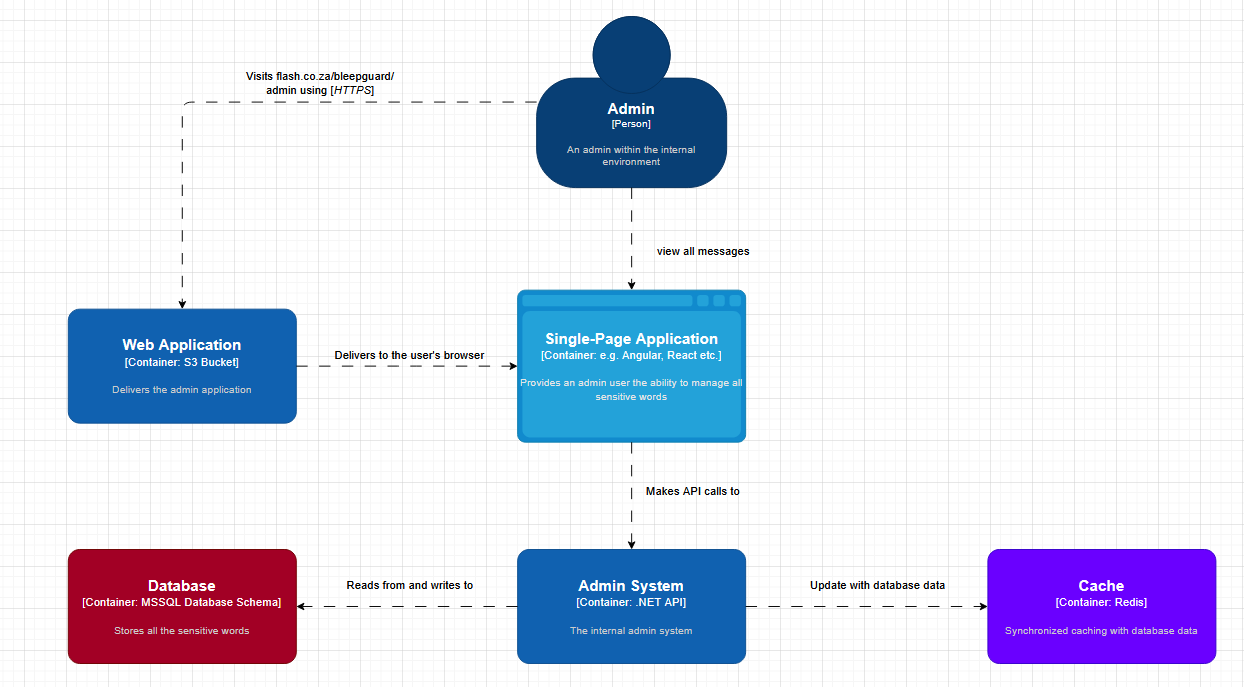 Visits flash.co.za/bleepguard/
admin using [HTTPS]
Admin
[Person]
An admin within the internal
environment
view all messages
Web Application
[Container: S3 Bucket]
Delivers the admin application
Delivers to the user's browser
Single-Page Application
[Container: e.g. Angular, React etc.]
Provides an admin user the ability to manage all
sensitive words
Makes API calls to
Database
[Container: MSSQL Database Schema]
Stores all the sensitive words
Reads from and writes to
Admin System
[Container: .NET API]
The internal admin system
Update with database data
Cache
[Container: Redis]
Synchronized caching with database data